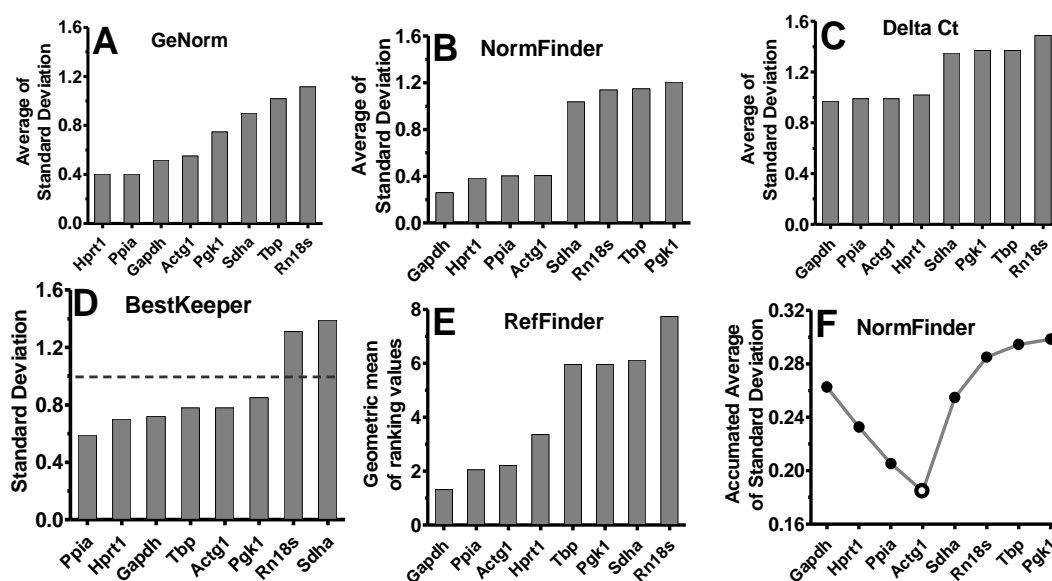 A
GeNorm
Average of
Standard Deviation
1.6
1.2
0.8
0.4
0.0
Hprt1
Ppia
Gapdh
Actg1
Pgk1
Sdha
Tbp
Rn18s
B
NormFinder
Average of
Standard Deviation
1.6
1.2
0.8
0.4
0.0
Gapdh
Hprt1
Ppia
Actg1
Sdha
Rn18s
Tbp
Pgk1
C
Delta Ct
Average of
Standard Deviation
1.6
1.2
0.8
0.4
0.0
Gapdh
Ppia
Actg1
Hprt1
Sdha
Pgk1
Tbp
Rn18s
D
BestKeeper
Standard Deviation
1.6
1.2
0.8
0.4
0.0
Ppia
Hprt1
Gapdh
Tbp
Actg1
Pgk1
Rn18s
Sdha
E
RefFinder
Geometric mean
of ranking values
8
6
4
2
0
Gapdh
Ppia
Actg1
Hprt1
Tbp
Pgk1
Sdha
Rn18s
F
NormFinder
Accumated Average
of Standard Deviation
0.32
0.28
0.24
0.20
0.16
Gapdh
Hprt1
Ppia
Actg1
Sdha
Rn18s
Tbp
Pgk1